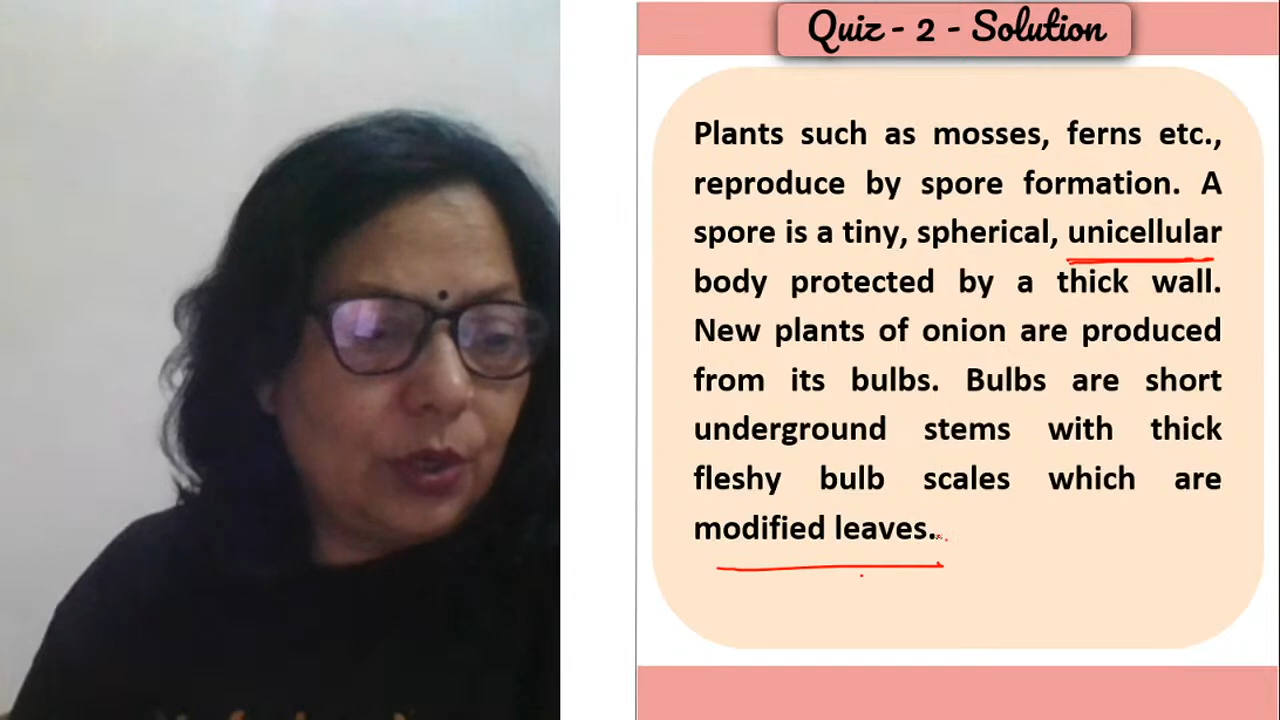 Quiz - 2 - Solution
Plants such as mosses, ferns etc.,
reproduce by spore formation. A
spore is a tiny, spherical, unicellular
body protected by a thick wall.
New plants of onion are produced
from its bulbs. Bulbs are short
underground stems with thick
fleshy bulb scales which are
modified leaves.